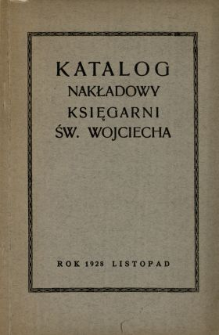 KATALOG
NAKŁADOWY
KSIĘGARNI
ŚW. WOJCIECHA
ROK 1928 LISTOPAD